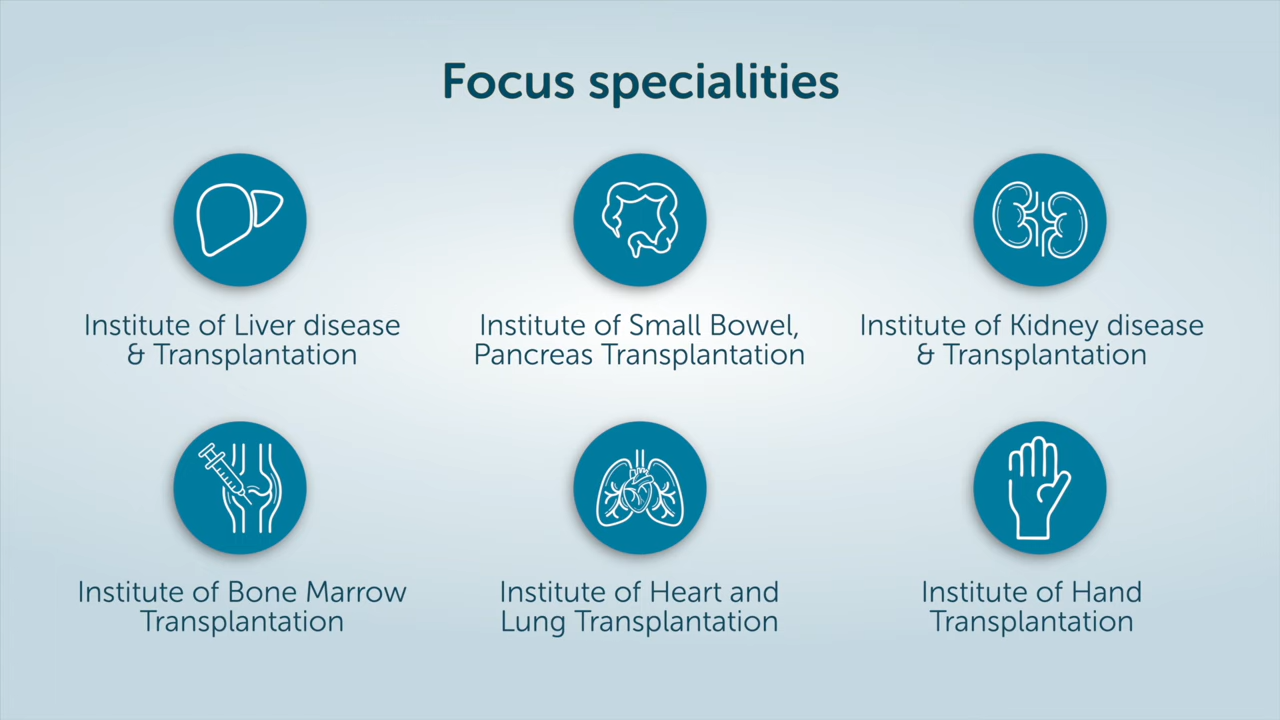 Focus specialities
Institute of Liver disease
& Transplantation
Institute of Small Bowel,
Pancreas Transplantation
Institute of Kidney disease
& Transplantation
Institute of Bone Marrow
Transplantation
Institute of Heart and
Lung Transplantation
Institute of Hand
Transplantation